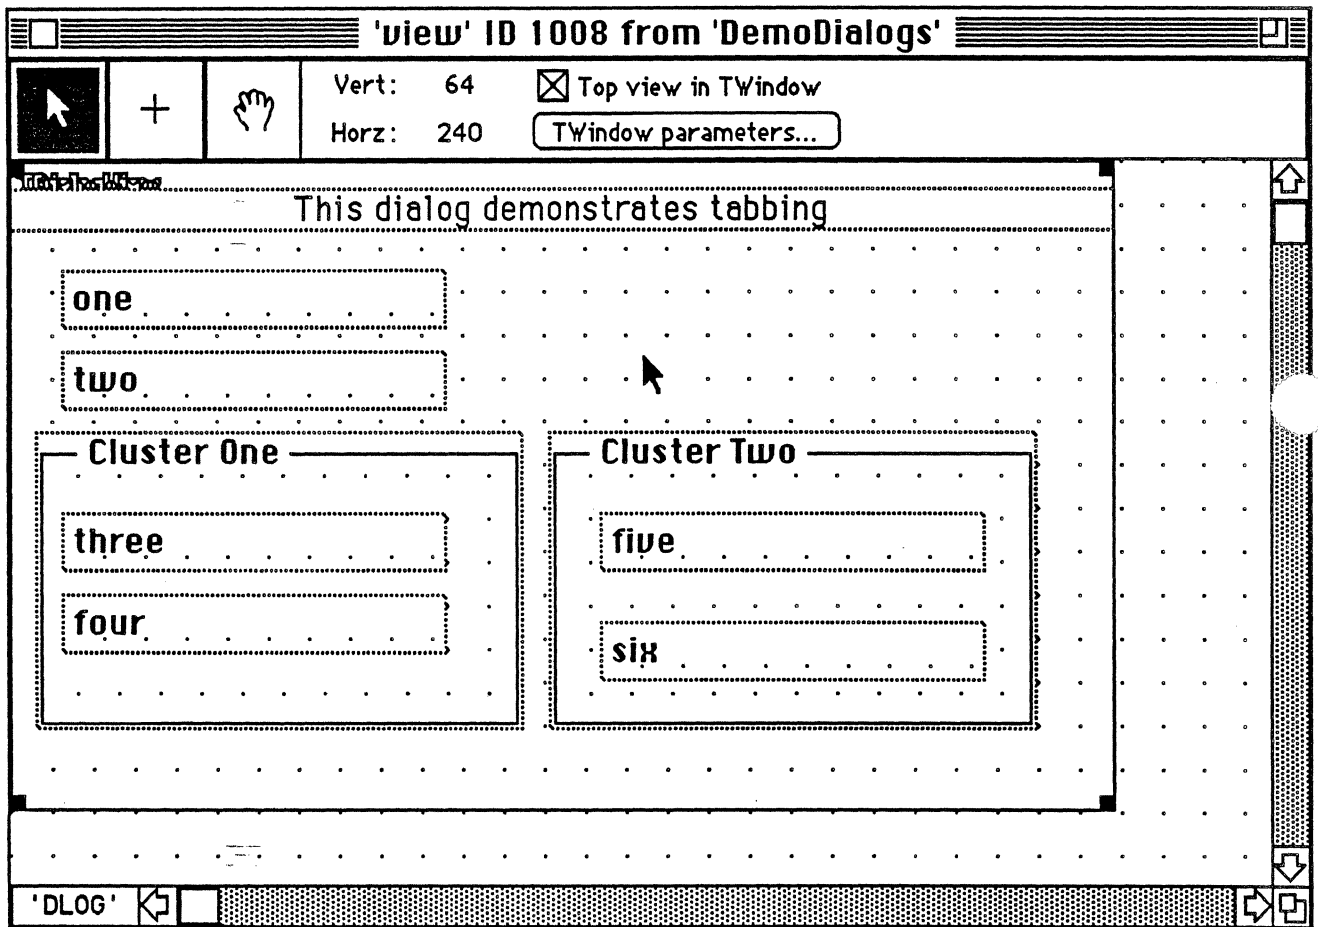 'view' ID 1008 from 'DemoDialogs'
Vert: 64
Top view in TWindow
Horz: 240
TWindow parameters...
This dialog demonstrates tabbing
one
two
Cluster One
Cluster Two
three
five
four
six
'DLOG'